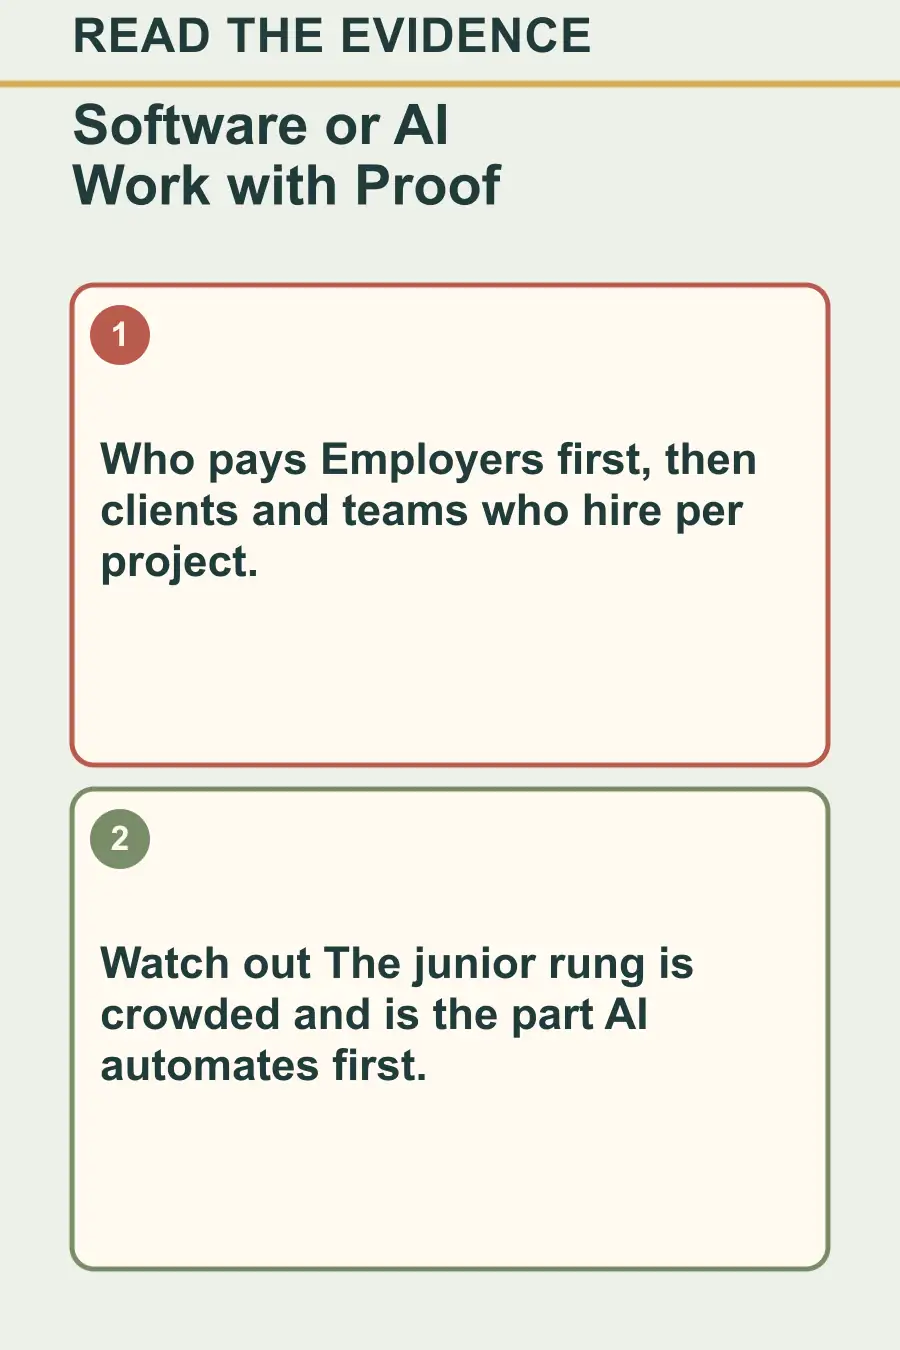 READ THE EVIDENCE
Software or AI
Work with Proof
1
Who pays Employers first, then
clients and teams who hire per
project.
2
Watch out The junior rung is
crowded and is the part AI
automates first.